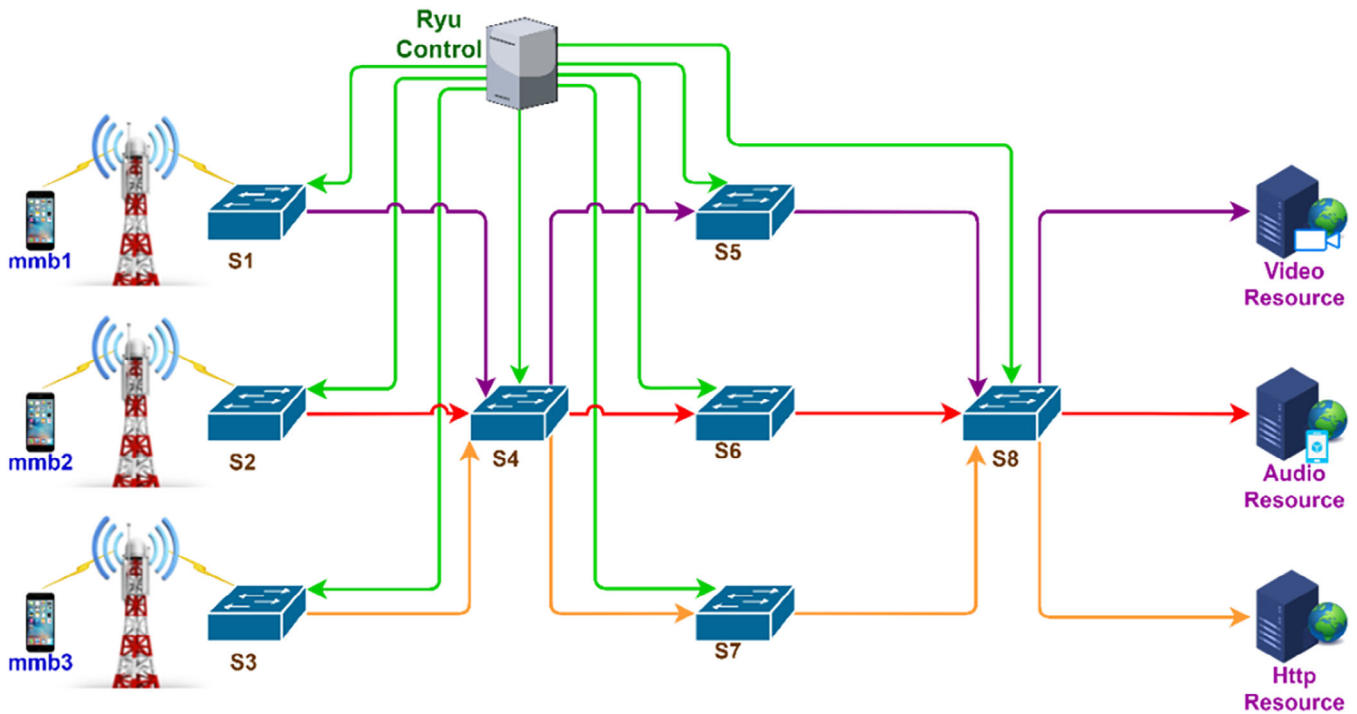 Ryu
Control
mmb1
S1
S5
Video
Resource
mmb2
S2
S4
S6
S8
Audio
Resource
mmb3
S3
S7
Http
Resource